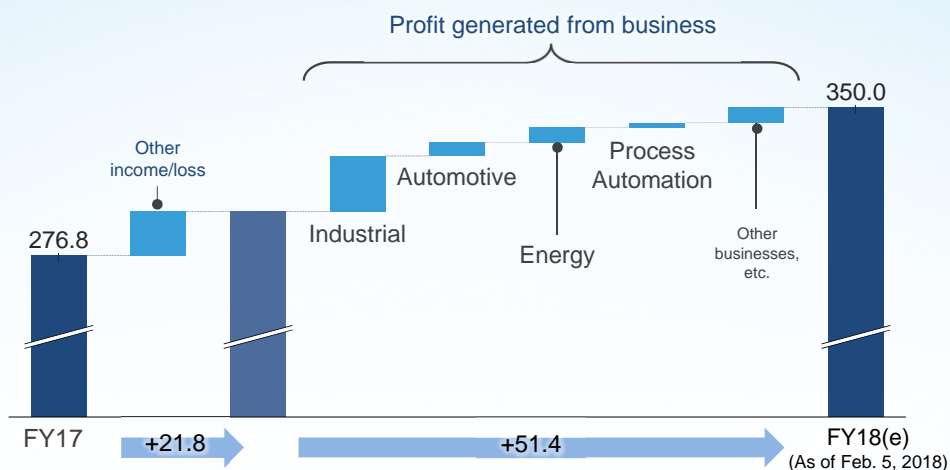 Profit generated from business
350.0
Other
income/loss
Process
Automation
Automotive
276.8
Industrial
Energy
Other
businesses,
etc.
FY17
+21.8
+51.4
FY18(e)
(As of Feb. 5, 2018)